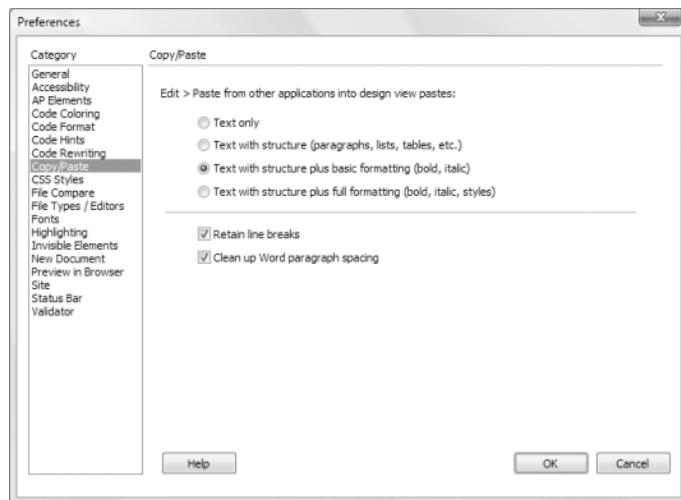 Preferences
Category
General
Accessibility
AP Elements
Code Coloring
Code Format
Code Hints
Code Rewriting
Copy/Paste
CSS Styles
File Compare
File Types / Editors
Fonts
Highlighting
Invisible Elements
New Document
Preview in Browser
Site
Status Bar
Validator
Copy/Paste
Edit > Paste from other applications into design view pastes:
Text only
Text with structure (paragraphs, lists, tables, etc.)
Text with structure plus basic formatting (bold, italic)
Text with structure plus full formatting (bold, italic, styles)
Retain line breaks
Clean up Word paragraph spacing
Help
OK
Cancel